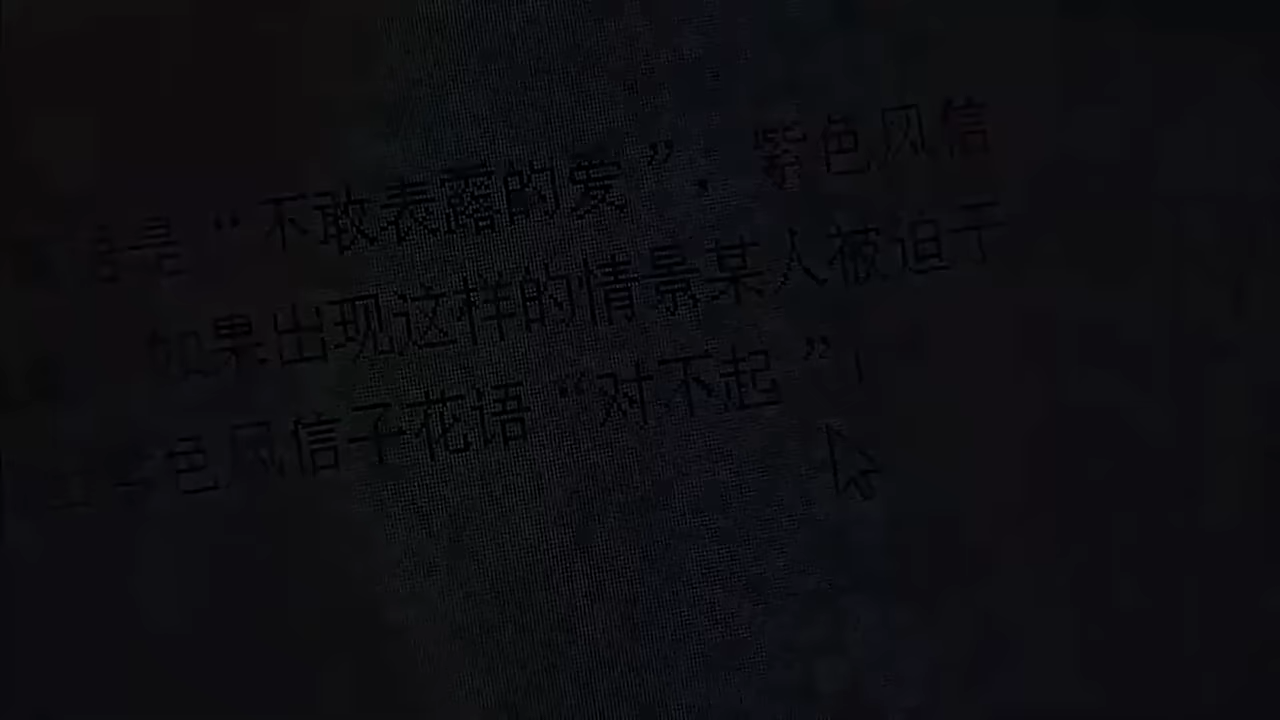 语是“不敢表露的爱”，紫色风信
如果出现这样的情景某人被迫于
色风信子花语“对不起”！